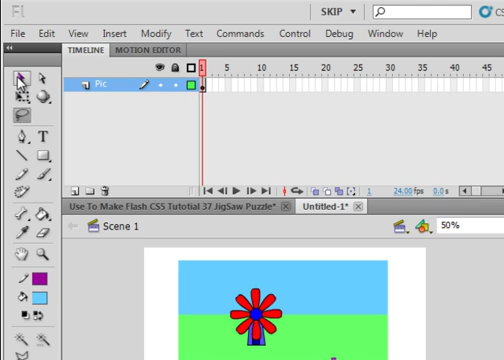 Fl SKIP CS
File Edit View Insert Modify Text Commands Control Debug Window Help
TIMELINE MOTION EDITOR
1 5 10 15 20 25 30 35 40 45
Pic
1 24.00 fps 0.0 s
Use To Make Flash CS5 Tutotial 37 JigSaw Puzzle* Untitled-1*
Scene 1 50%
T